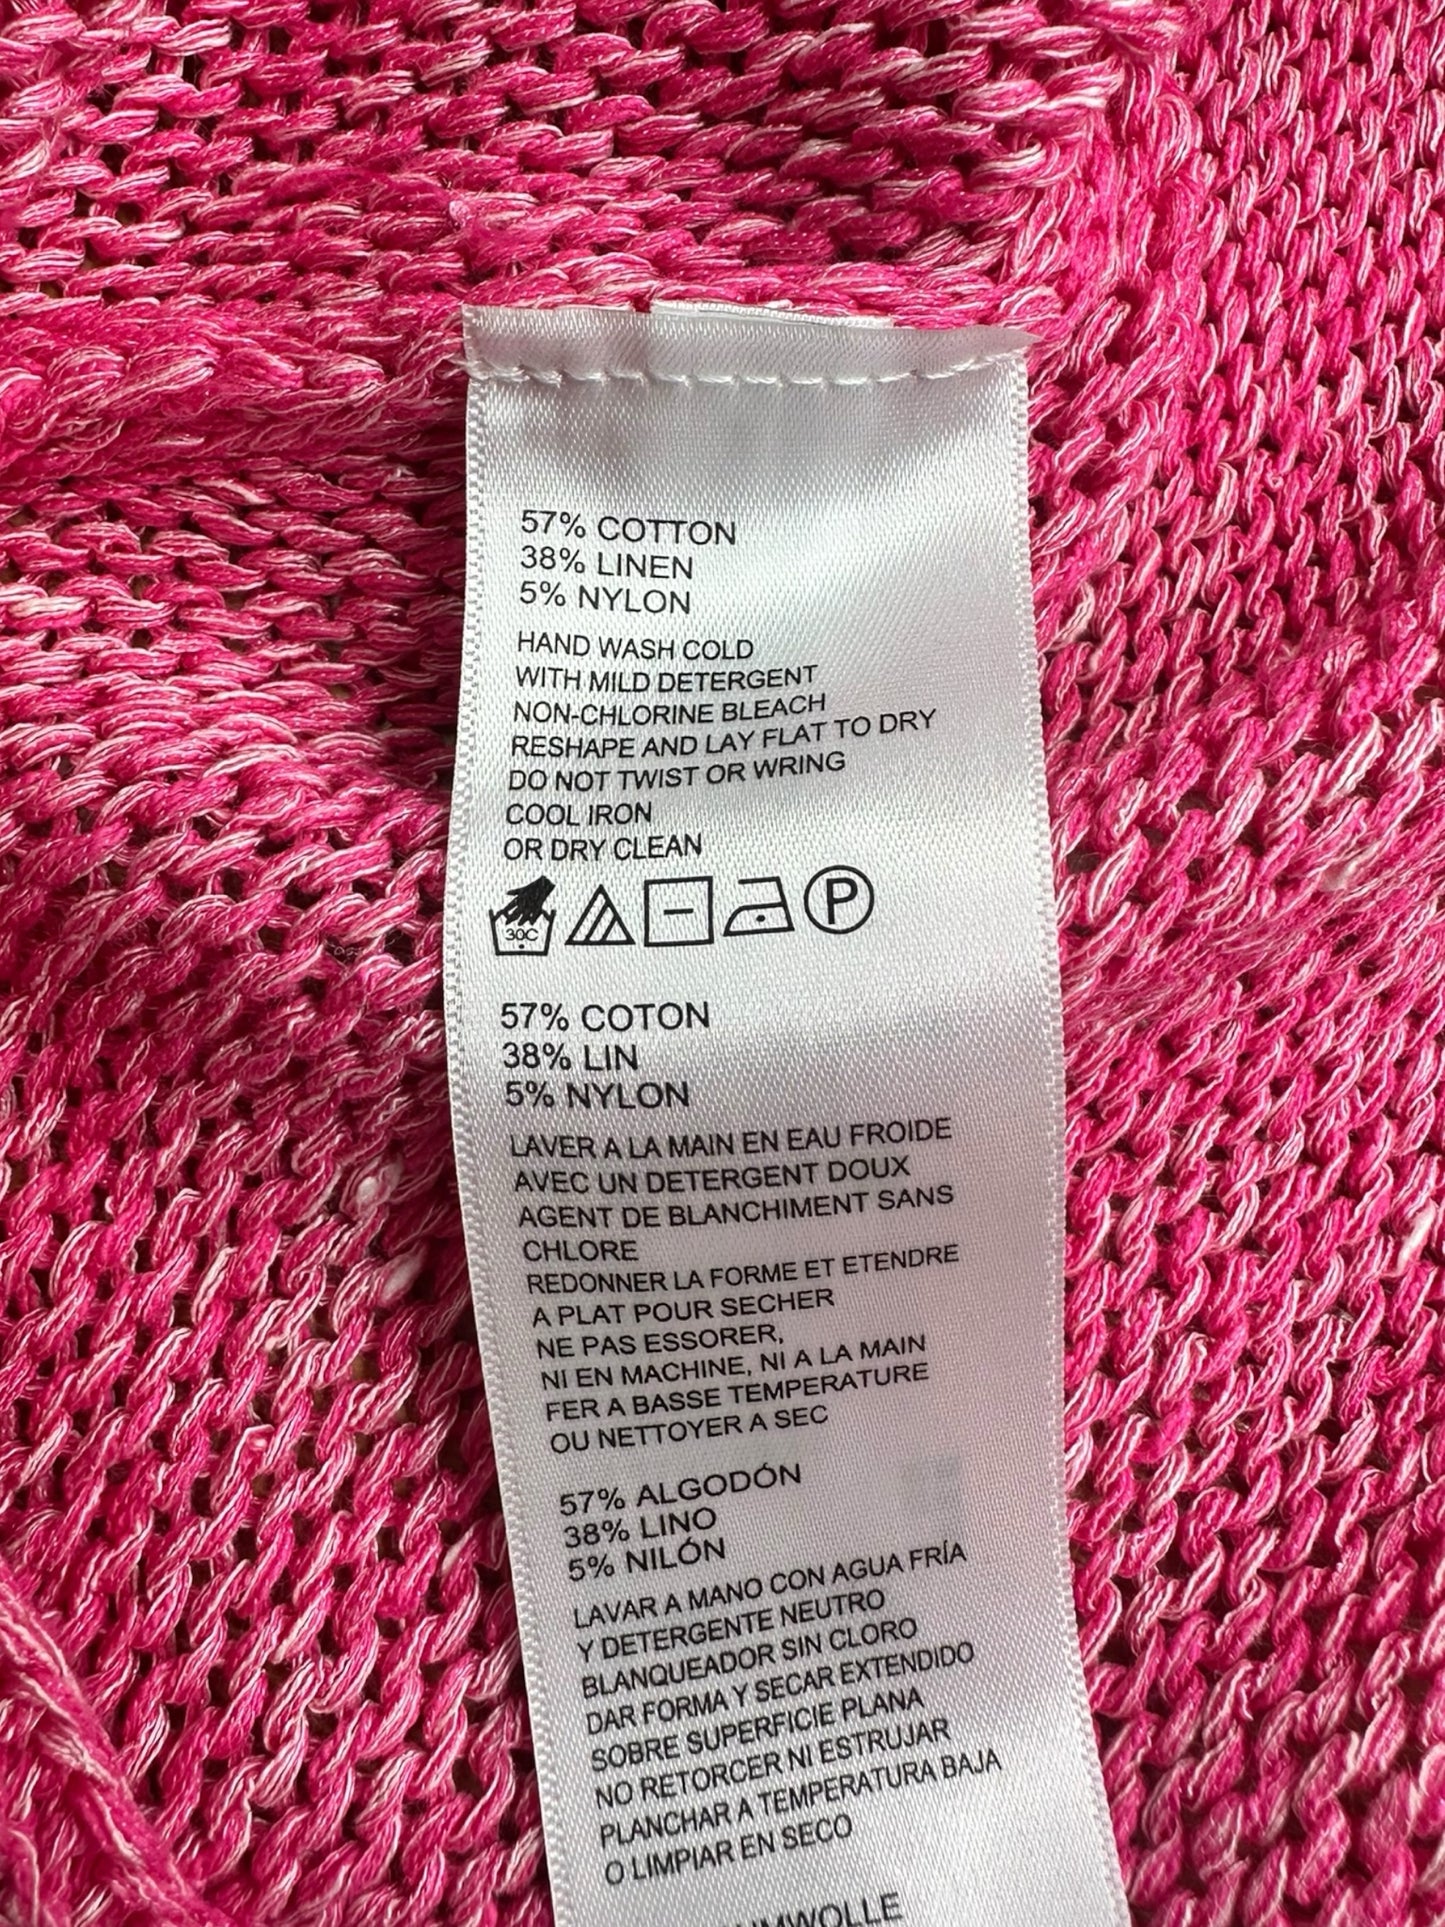 57% COTTON
38% LINEN
5% NYLON
HAND WASH COLD
WITH MILD DETERGENT
NON-CHLORINE BLEACH
RESHAPE AND LAY FLAT TO DRY
DO NOT TWIST OR WRING
COOL IRON
OR DRY CLEAN
30C P
57% COTON
38% LIN
5% NYLON
LAVER A LA MAIN EN EAU FROIDE
AVEC UN DETERGENT DOUX
AGENT DE BLANCHIMENT SANS
CHLORE
REDONNER LA FORME ET ETENDRE
A PLAT POUR SECHER
NE PAS ESSORER,
NI EN MACHINE, NI A LA MAIN
FER A BASSE TEMPERATURE
OU NETTOYER A SEC
57% ALGODÓN
38% LINO
5% NILÓN
LAVAR A MANO CON AGUA FRÍA
Y DETERGENTE NEUTRO
BLANQUEADOR SIN CLORO
DAR FORMA Y SECAR EXTENDIDO
SOBRE SUPERFICIE PLANA
NO RETORCER NI ESTRUJAR
PLANCHAR A TEMPERATURA BAJA
O LIMPIAR EN SECO